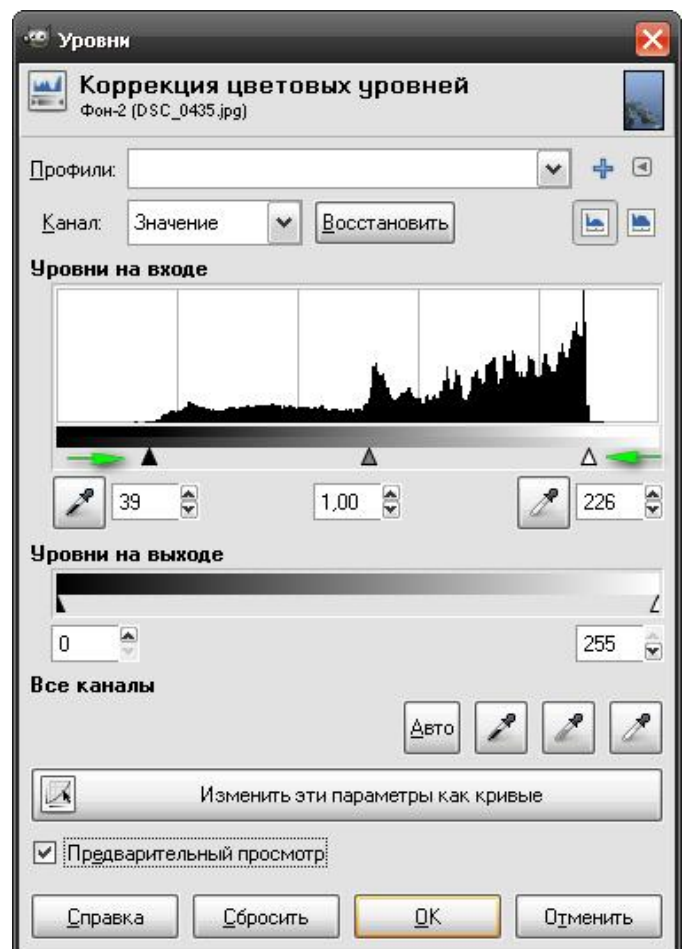 Уровни
Коррекция цветовых уровней
Фон-2 (DSC_0435.jpg)
Профили:
Канал: Значение Восстановить
Уровни на входе
39 1,00 226
Уровни на выходе
0 255
Все каналы
Авто
Изменить эти параметры как кривые
Предварительный просмотр
Справка Сбросить OK Отменить